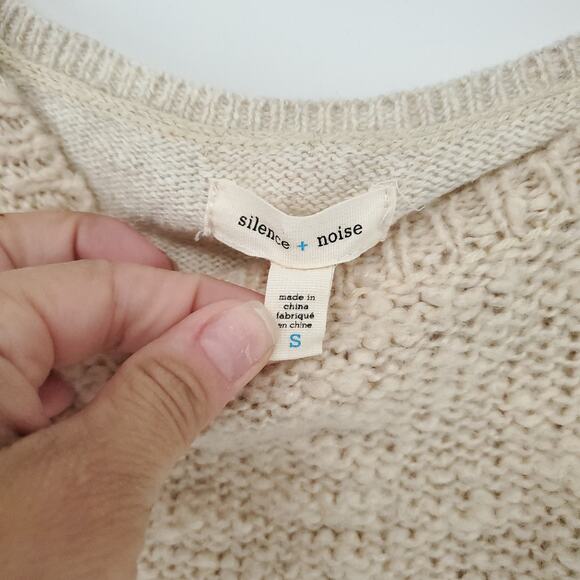 silence + noise
made in
china
fabriqué
en chine
S